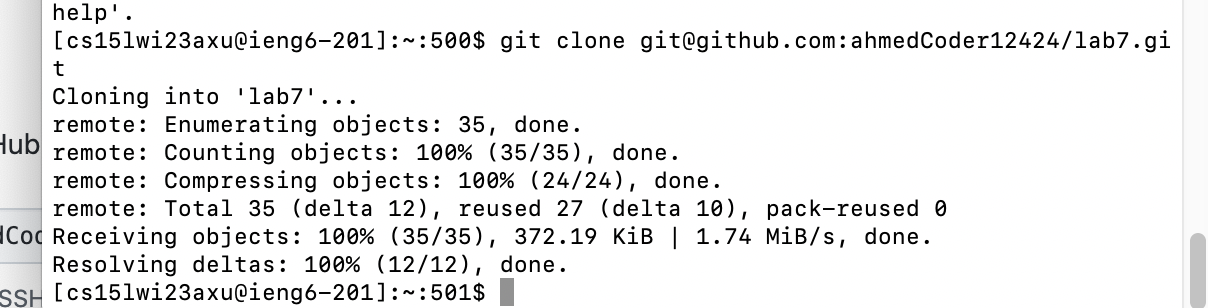 help'.
[cs15lwi23axu@ieng6-201]:~:500$ git clone git@github.com:ahmedCoder12424/lab7.gi
t
Cloning into 'lab7'...
remote: Enumerating objects: 35, done.
remote: Counting objects: 100% (35/35), done.
remote: Compressing objects: 100% (24/24), done.
remote: Total 35 (delta 12), reused 27 (delta 10), pack-reused 0
Receiving objects: 100% (35/35), 372.19 KiB | 1.74 MiB/s, done.
Resolving deltas: 100% (12/12), done.
[cs15lwi23axu@ieng6-201]:~:501$
Hub
dCod
SSH